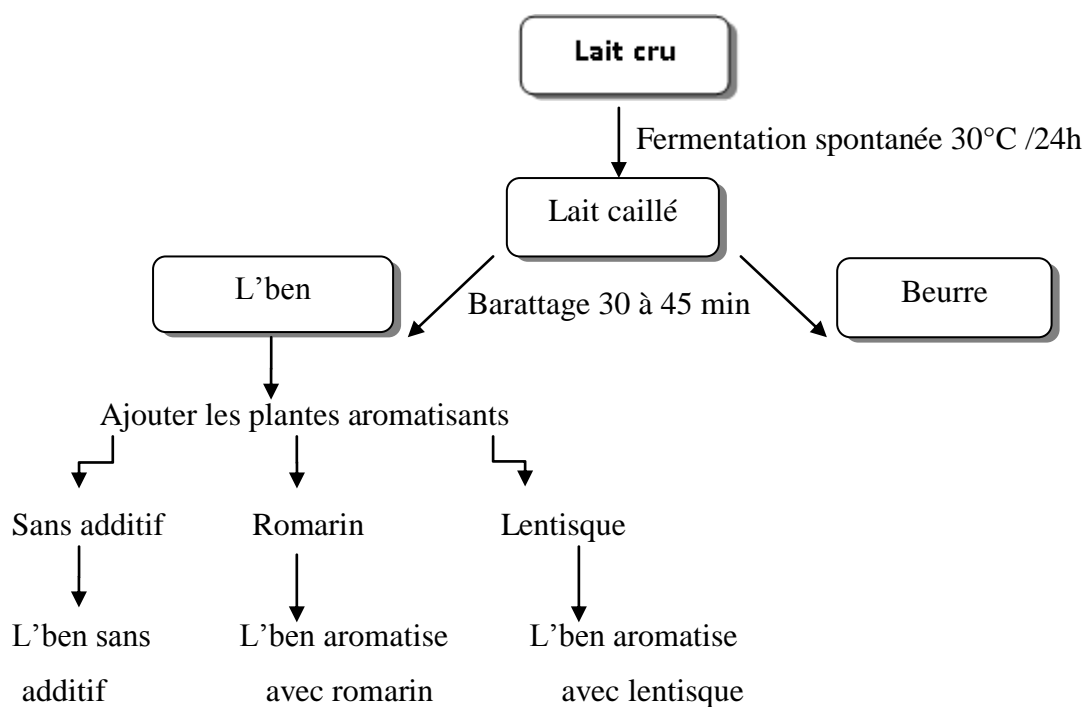 Lait cru
Fermentation spontanée 30°C /24h
Lait caillé
L’ben
Barattage 30 à 45 min
Beurre
Ajouter les plantes aromatisants
Sans additif
Romarin
Lentisque
L’ben sans
additif
L’ben aromatise
avec romarin
L’ben aromatise
avec lentisque